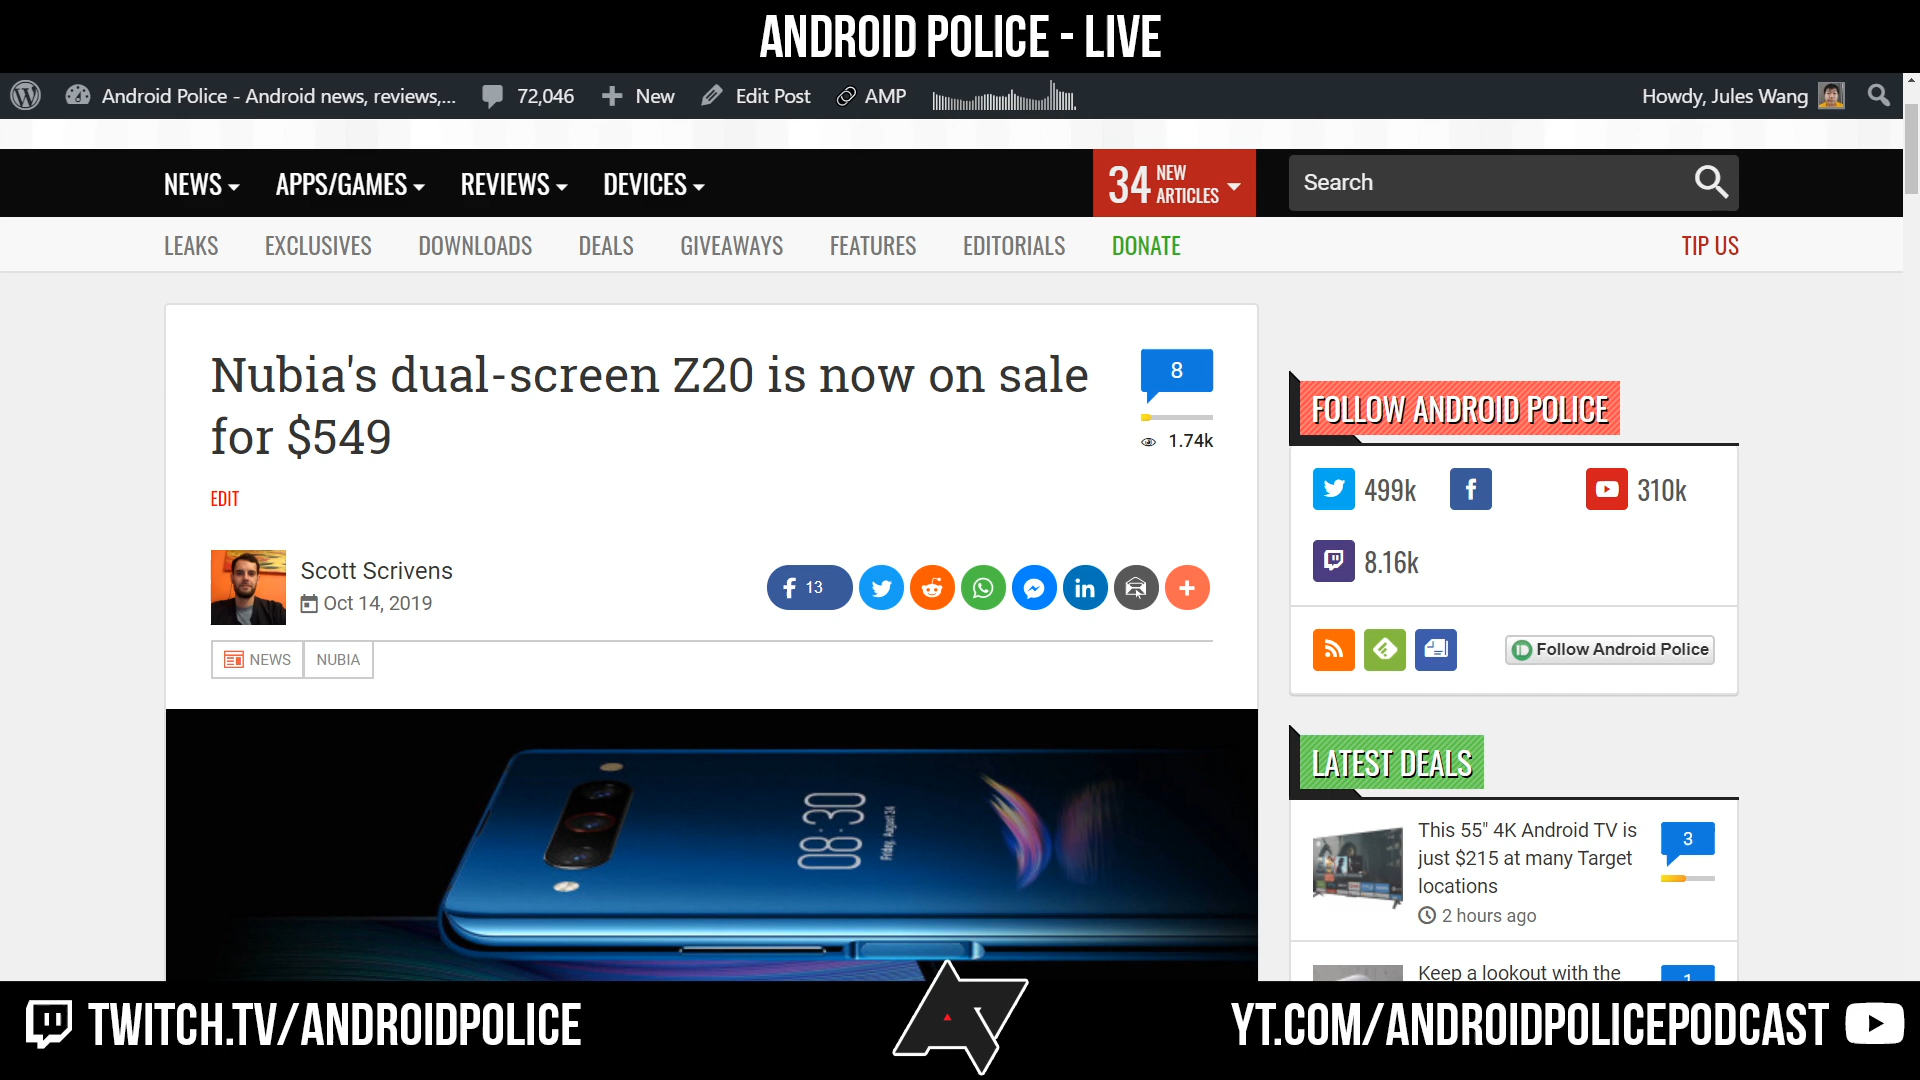 ANDROID POLICE - LIVE
Android Police - Android news, reviews,... 72,046 New Edit Post AMP Howdy, Jules Wang
NEWS APPS/GAMES REVIEWS DEVICES 34 NEW ARTICLES Search
LEAKS EXCLUSIVES DOWNLOADS DEALS GIVEAWAYS FEATURES EDITORIALS DONATE TIP US
Nubia's dual-screen Z20 is now on sale
for $549
8
1.74k
EDIT
Scott Scrivens
Oct 14, 2019
13
NEWS NUBIA
08:30
Friday, August 24
FOLLOW ANDROID POLICE
499k 310k
8.16k
Follow Android Police
LATEST DEALS
This 55" 4K Android TV is
just $215 at many Target
locations
2 hours ago
3
Keep a lookout with the
1
TWITCH.TV/ANDROIDPOLICE
YT.COM/ANDROIDPOLICEPODCAST